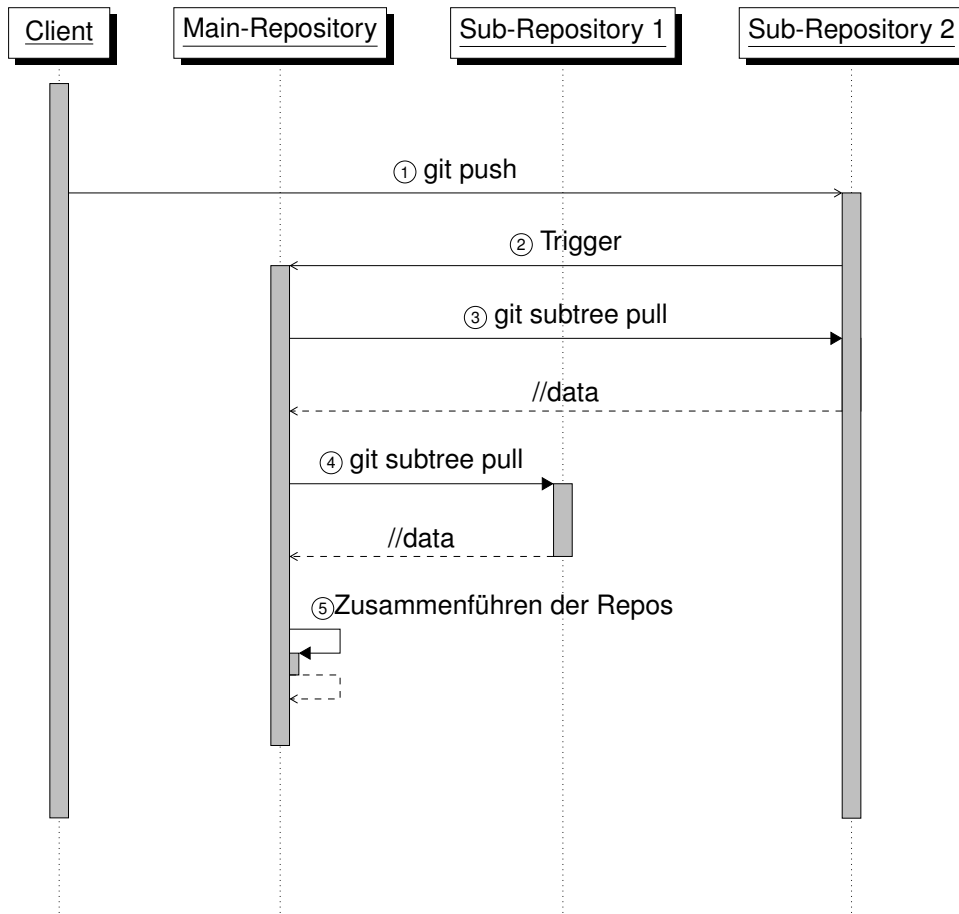 Client
Main-Repository
Sub-Repository 1
Sub-Repository 2
① git push
② Trigger
③ git subtree pull
//data
④ git subtree pull
//data
⑤Zusammenführen der Repos